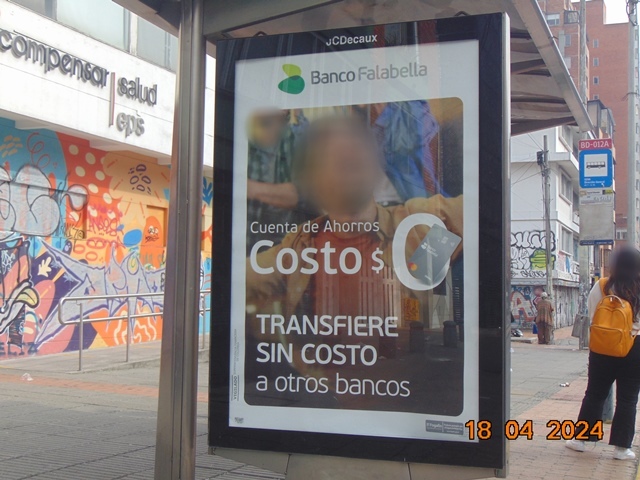 JCDecaux
Banco Falabella
compensar
salud
eps
BD-012A
Cuenta de Ahorros
Costo $0
TRANSFIERE
SIN COSTO
a otros bancos
18 04 2024